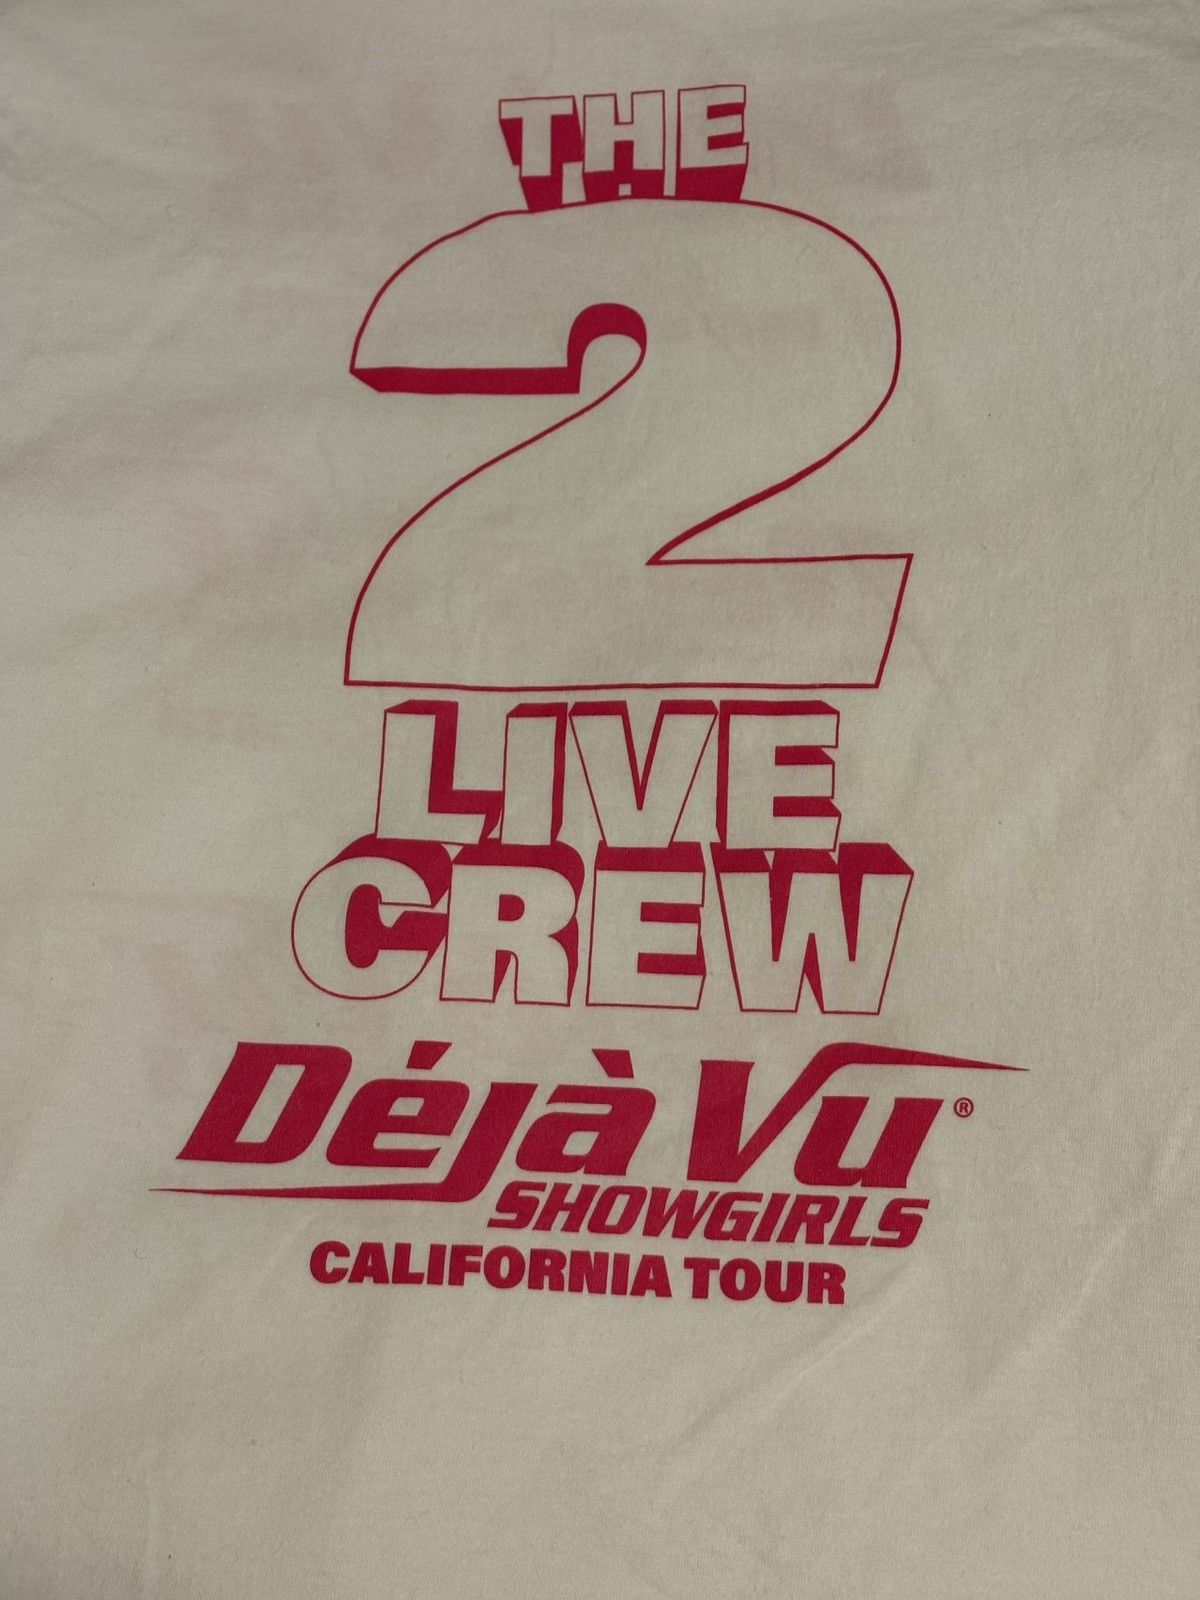 THE
2
LIVE
CREW
Déjà Vu®
SHOWGIRLS
CALIFORNIA TOUR